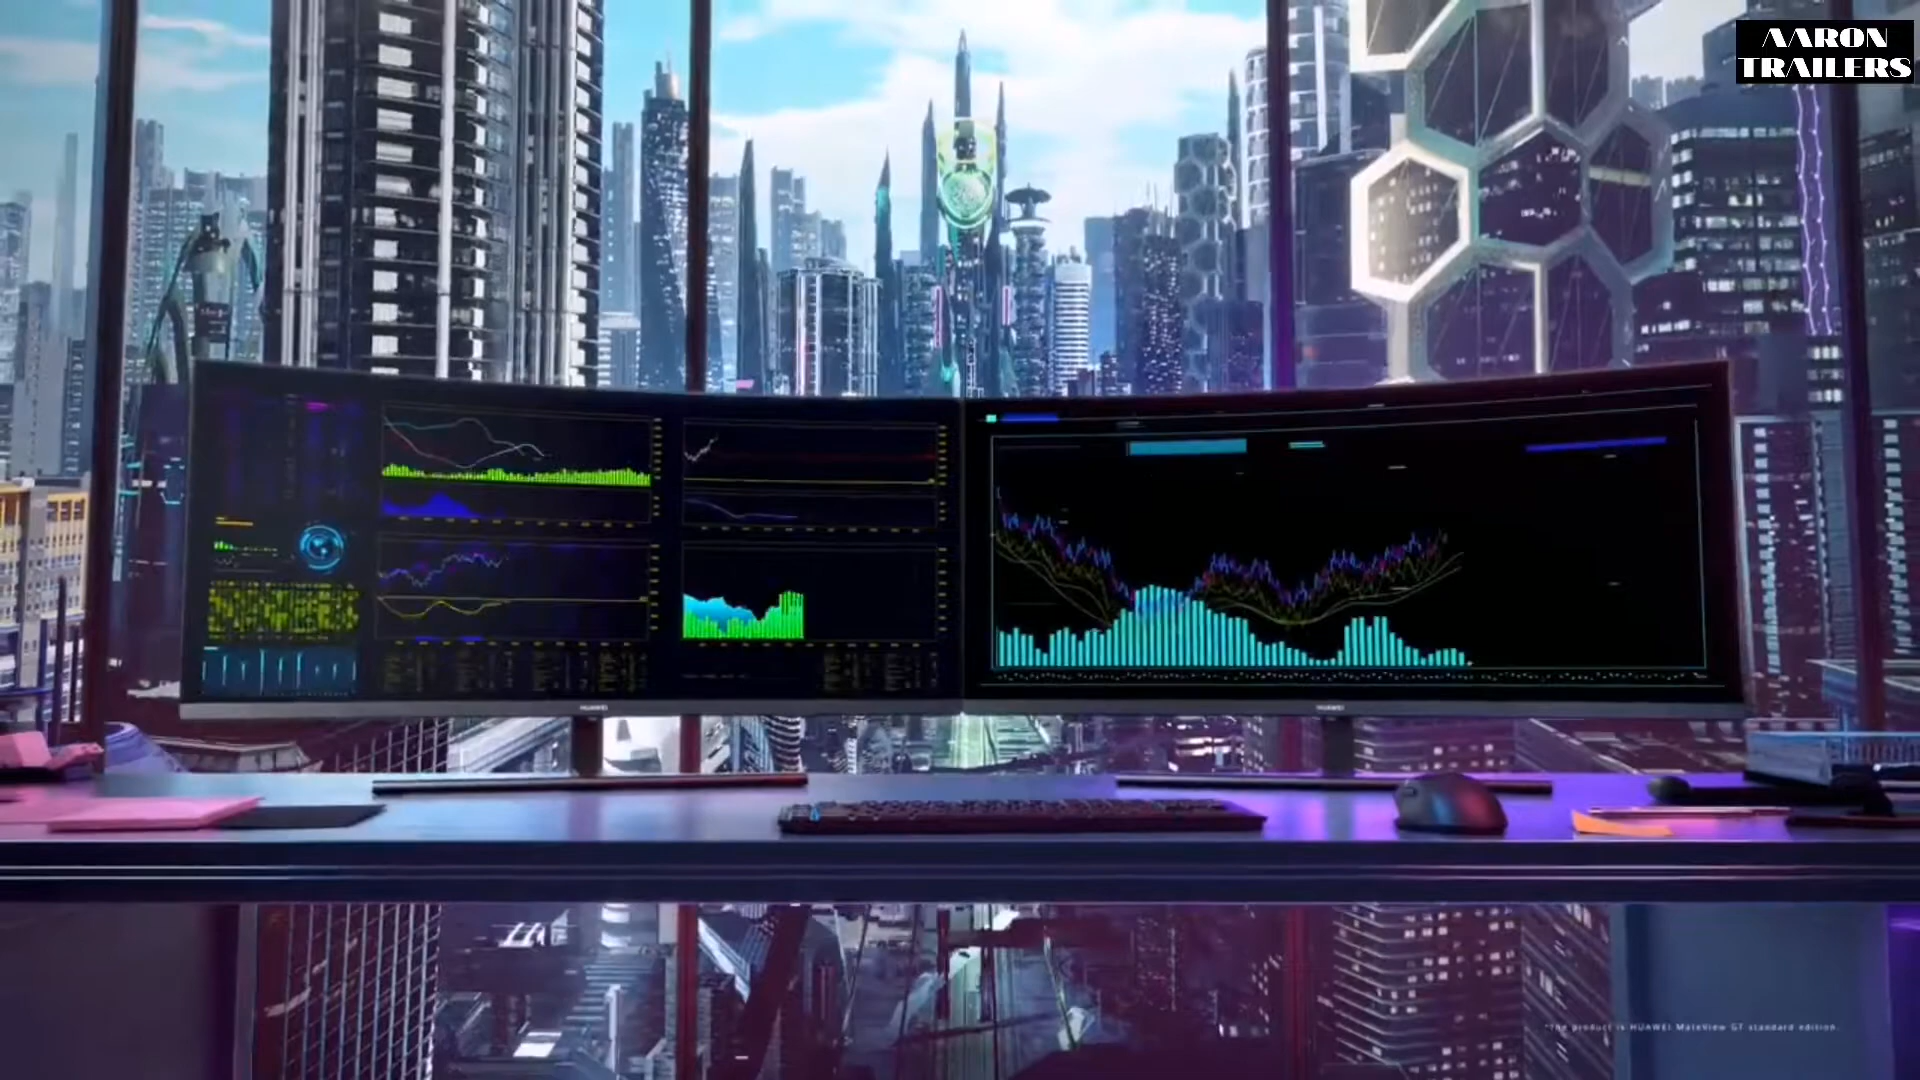 AARON
TRAILERS
HUAWEI
HUAWEI
*The product is HUAWEI MateView GT standard edition.